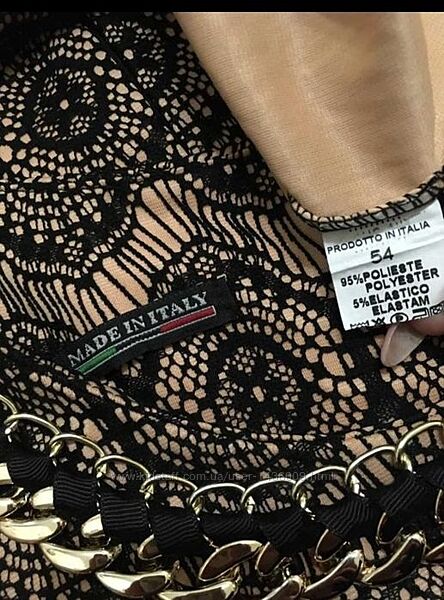 PRODOTTO IN ITALIA
54
95%POLIESTE
POLYESTER
5%ELASTICO
ELASTAM
MADE IN ITALY